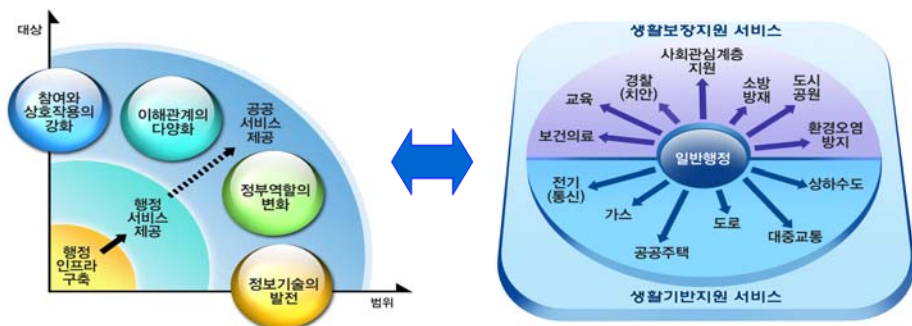 대상
참여와
상호작용의
강화
이해관계의
다양화
공공
서비스
제공
정부역할의
변화
행정
서비스
제공
행정
인프라
구축
정보기술의
발전
범위
생활보장지원 서비스
사회관심계층
지원
경찰
(치안)
소방
방재
도시
공원
교육
보건의료
환경오염
방지
일반행정
전기
(통신)
상하수도
가스
도로
대중교통
공공주택
생활기반지원 서비스